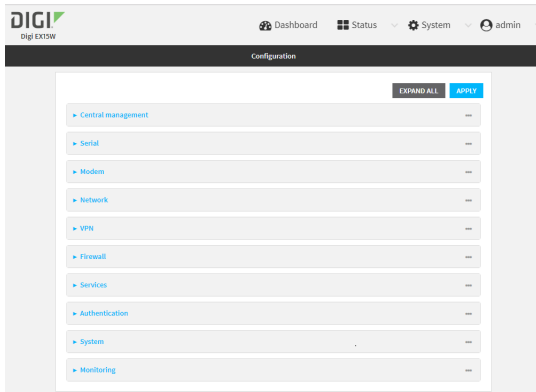 DIGI
Digi EX15W
Dashboard
Status
System
admin
Configuration
EXPAND ALL
APPLY
Central management
Serial
Modem
Network
VPN
Firewall
Services
Authentication
System
Monitoring